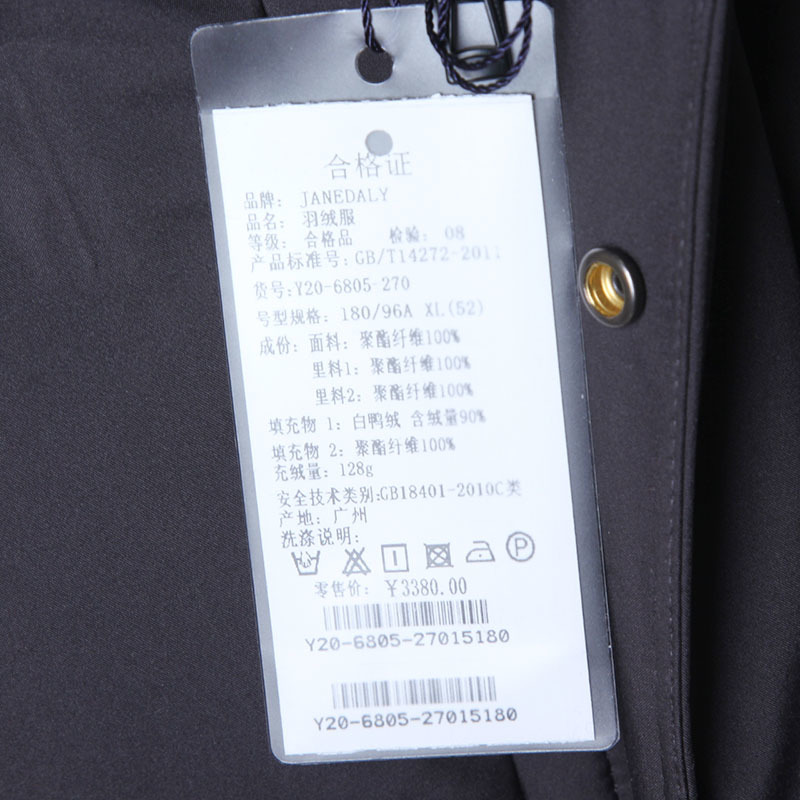 合格证
品牌: JANEDALY
品名: 羽绒服
等级: 合格品 检验: 08
产品标准号:GB/T14272-2011
货号:Y20-6805-270
号型规格: 180/96A XL(52)
成份: 面料: 聚酯纤维100%
里料1: 聚酯纤维100%
里料2: 聚酯纤维100%
填充物 1: 白鸭绒 含绒量90%
填充物 2: 聚酯纤维100%
充绒量: 128g
安全技术类别:GB18401-2010C类
产地: 广州
洗涤说明:
P
零售价: ¥3380.00
Y20-6805-27015180
Y20-6805-27015180